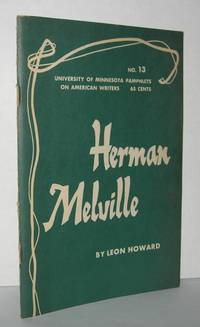 NO. 13
UNIVERSITY OF MINNESOTA PAMPHLETS
ON AMERICAN WRITERS 65 CENTS
Herman
Melville
BY LEON HOWARD